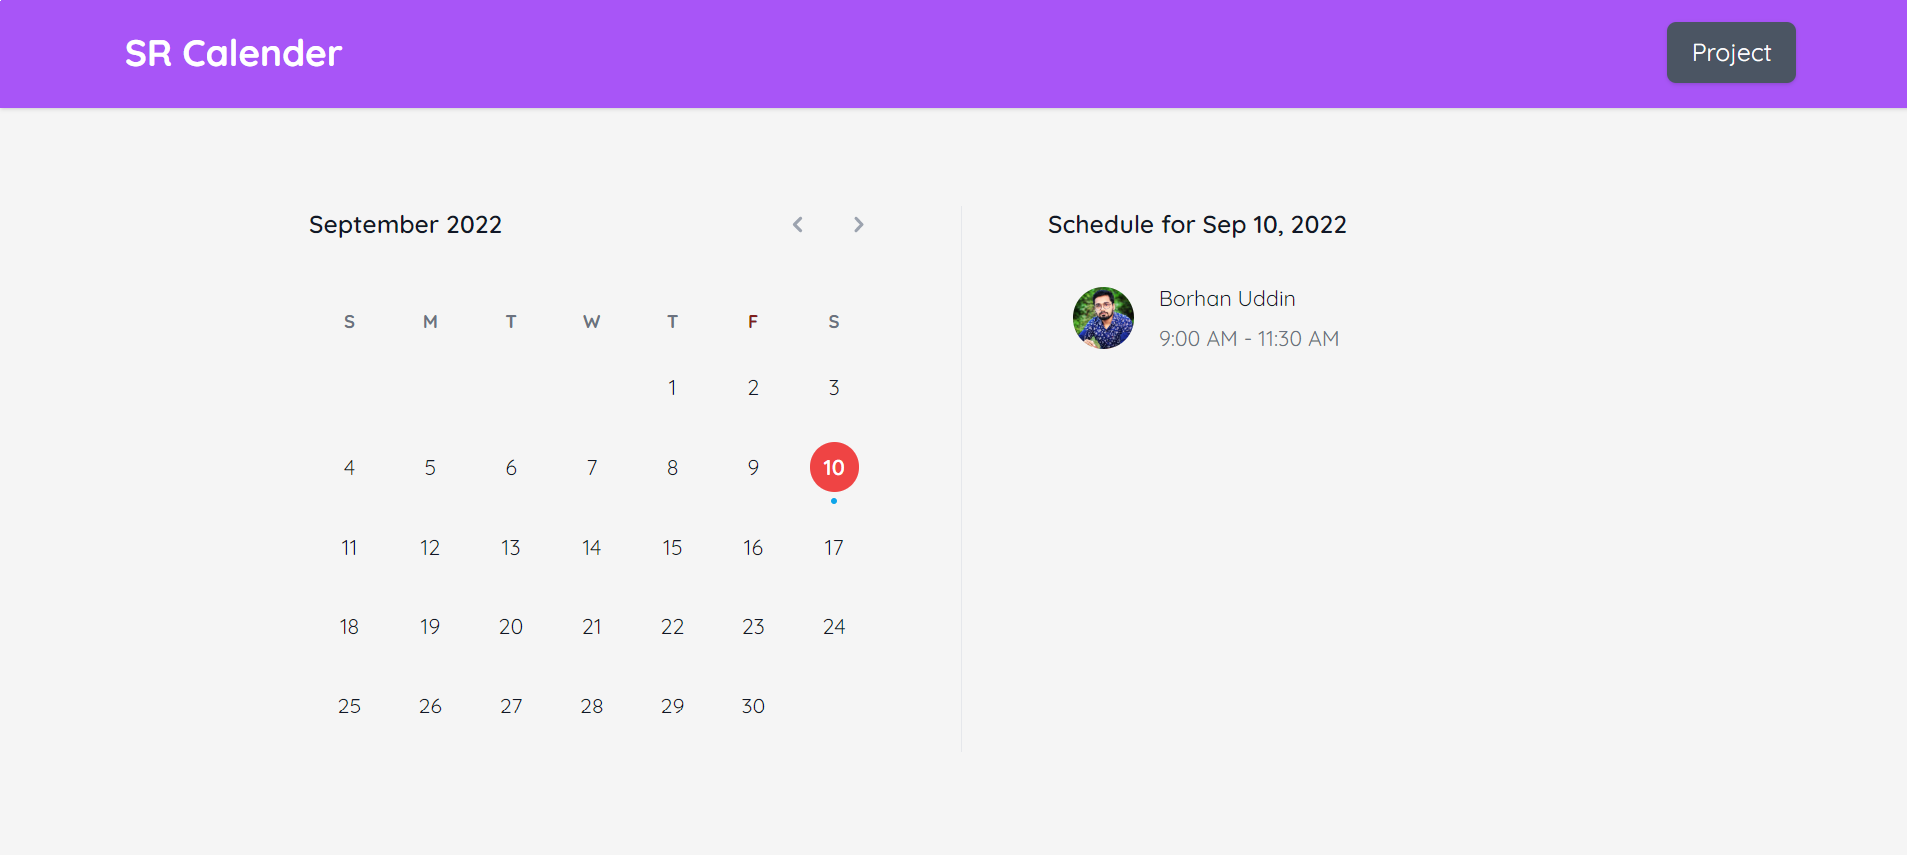 SR Calender
Project
September 2022
S M T W T F S
1 2 3
4 5 6 7 8 9 10
11 12 13 14 15 16 17
18 19 20 21 22 23 24
25 26 27 28 29 30
Schedule for Sep 10, 2022
Borhan Uddin
9:00 AM - 11:30 AM